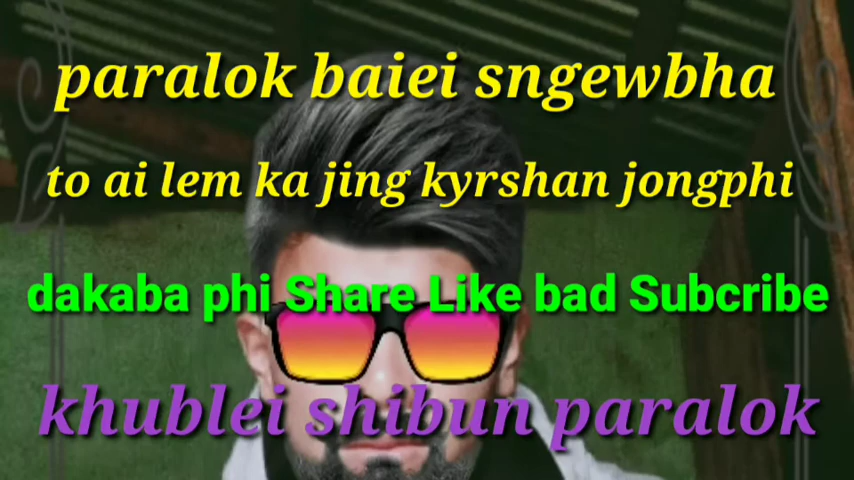 paralok baiei sngewbha
to ai lem ka jing kyrshan jongphi
dakaba phi Share Like bad Subcribe
khublei shibun paralok